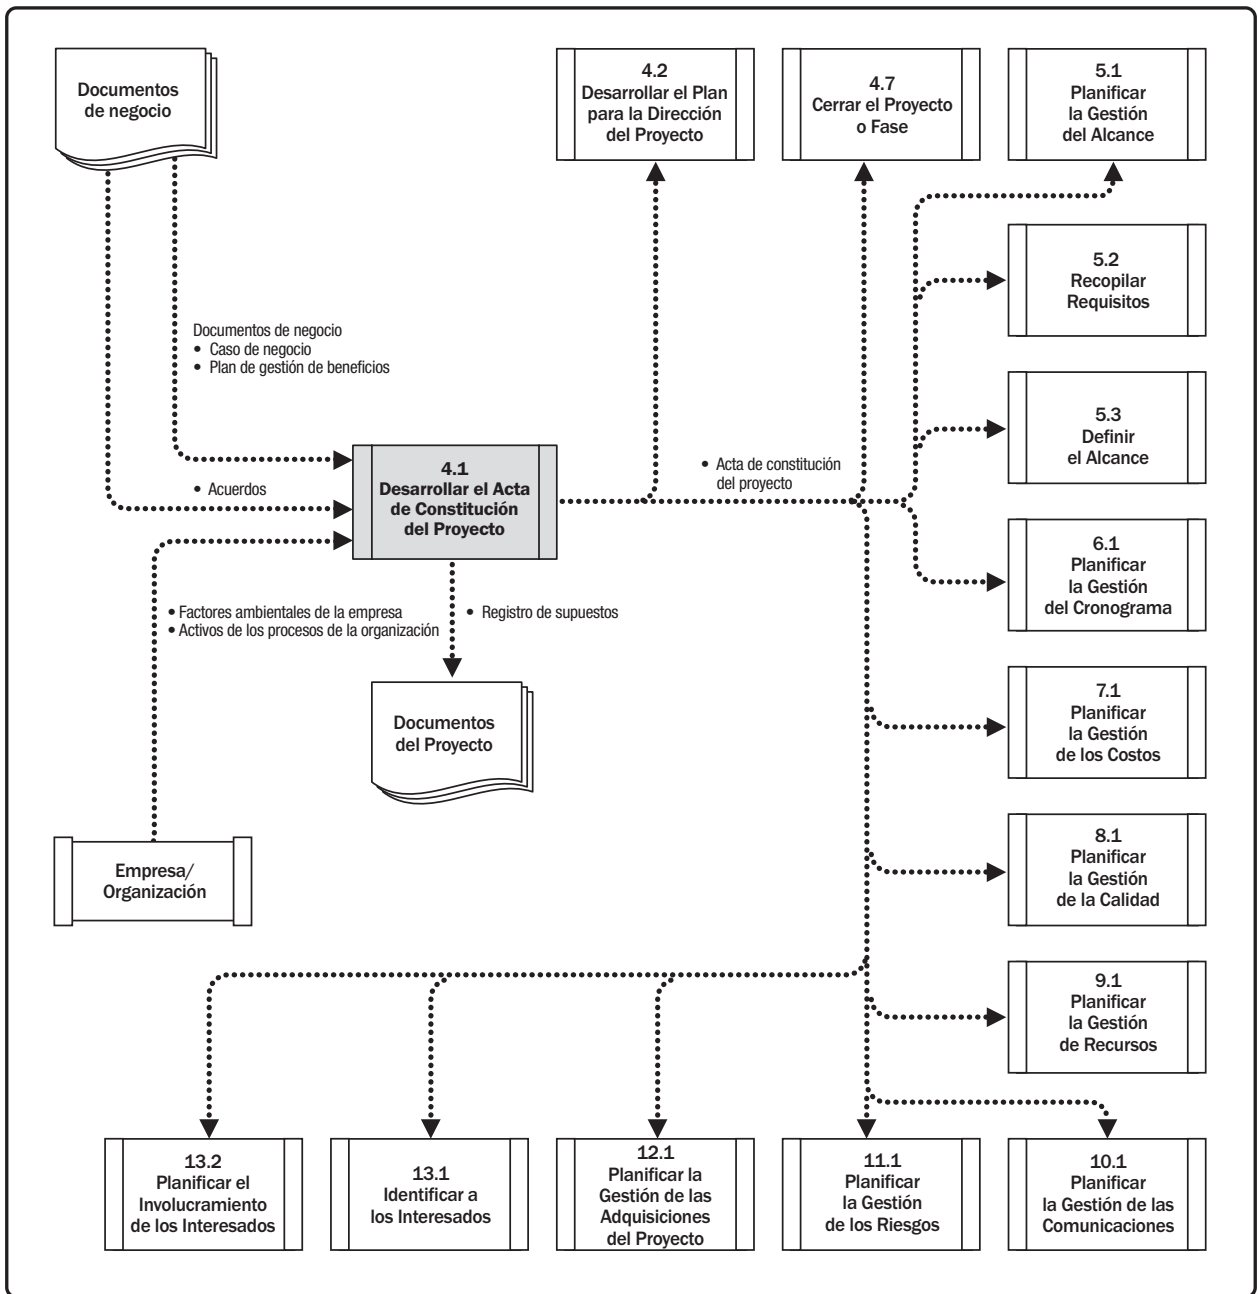 Documentos
de negocio
4.2
Desarrollar el Plan
para la Dirección
del Proyecto
4.7
Cerrar el Proyecto
o Fase
5.1
Planificar
la Gestión
del Alcance
5.2
Recopilar
Requisitos
Documentos de negocio
• Caso de negocio
• Plan de gestión de beneficios
5.3
Definir
el Alcance
4.1
Desarrollar el Acta
de Constitución
del Proyecto
• Acuerdos
• Acta de constitución
del proyecto
6.1
Planificar
la Gestión
del Cronograma
• Factores ambientales de la empresa
• Activos de los procesos de la organización
• Registro de supuestos
Documentos
del Proyecto
7.1
Planificar
la Gestión
de los Costos
8.1
Planificar
la Gestión
de la Calidad
Empresa/
Organización
9.1
Planificar
la Gestión
de Recursos
13.2
Planificar el
Involucramiento
de los Interesados
13.1
Identificar a
los Interesados
12.1
Planificar la
Gestión de las
Adquisiciones
del Proyecto
11.1
Planificar
la Gestión
de los Riesgos
10.1
Planificar
la Gestión de las
Comunicaciones